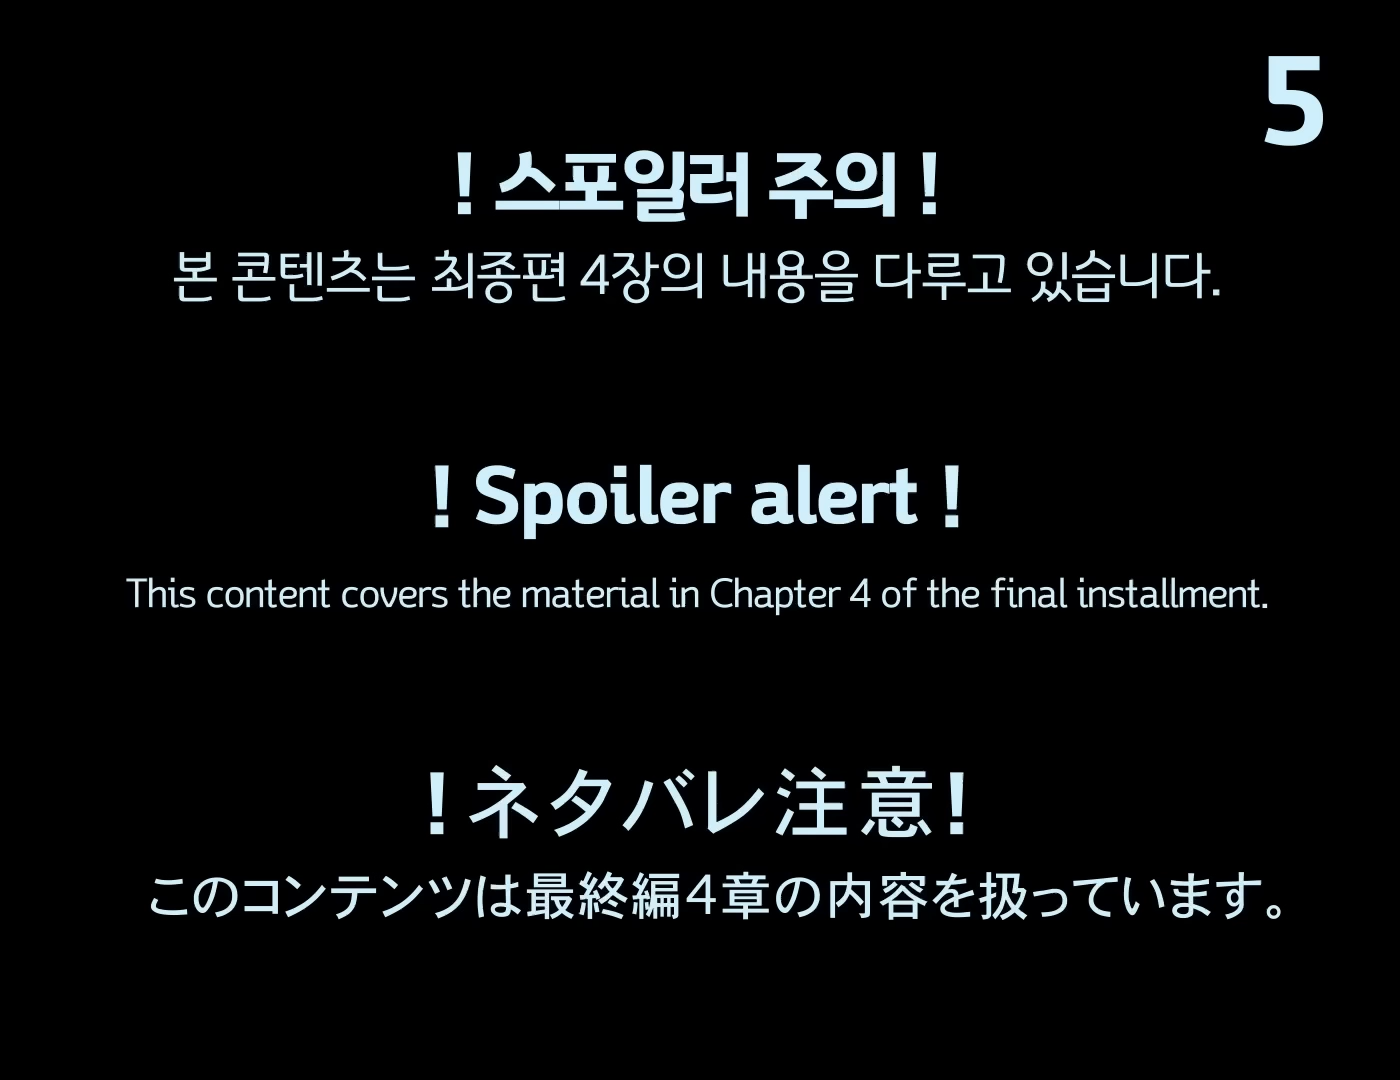 5
! 스포일러 주의 !
본 콘텐츠는 최종편 4장의 내용을 다루고 있습니다.
! Spoiler alert !
This content covers the material in Chapter 4 of the final installment.
! ネタバレ注意!
このコンテンツは最終編4章の内容を扱っています。